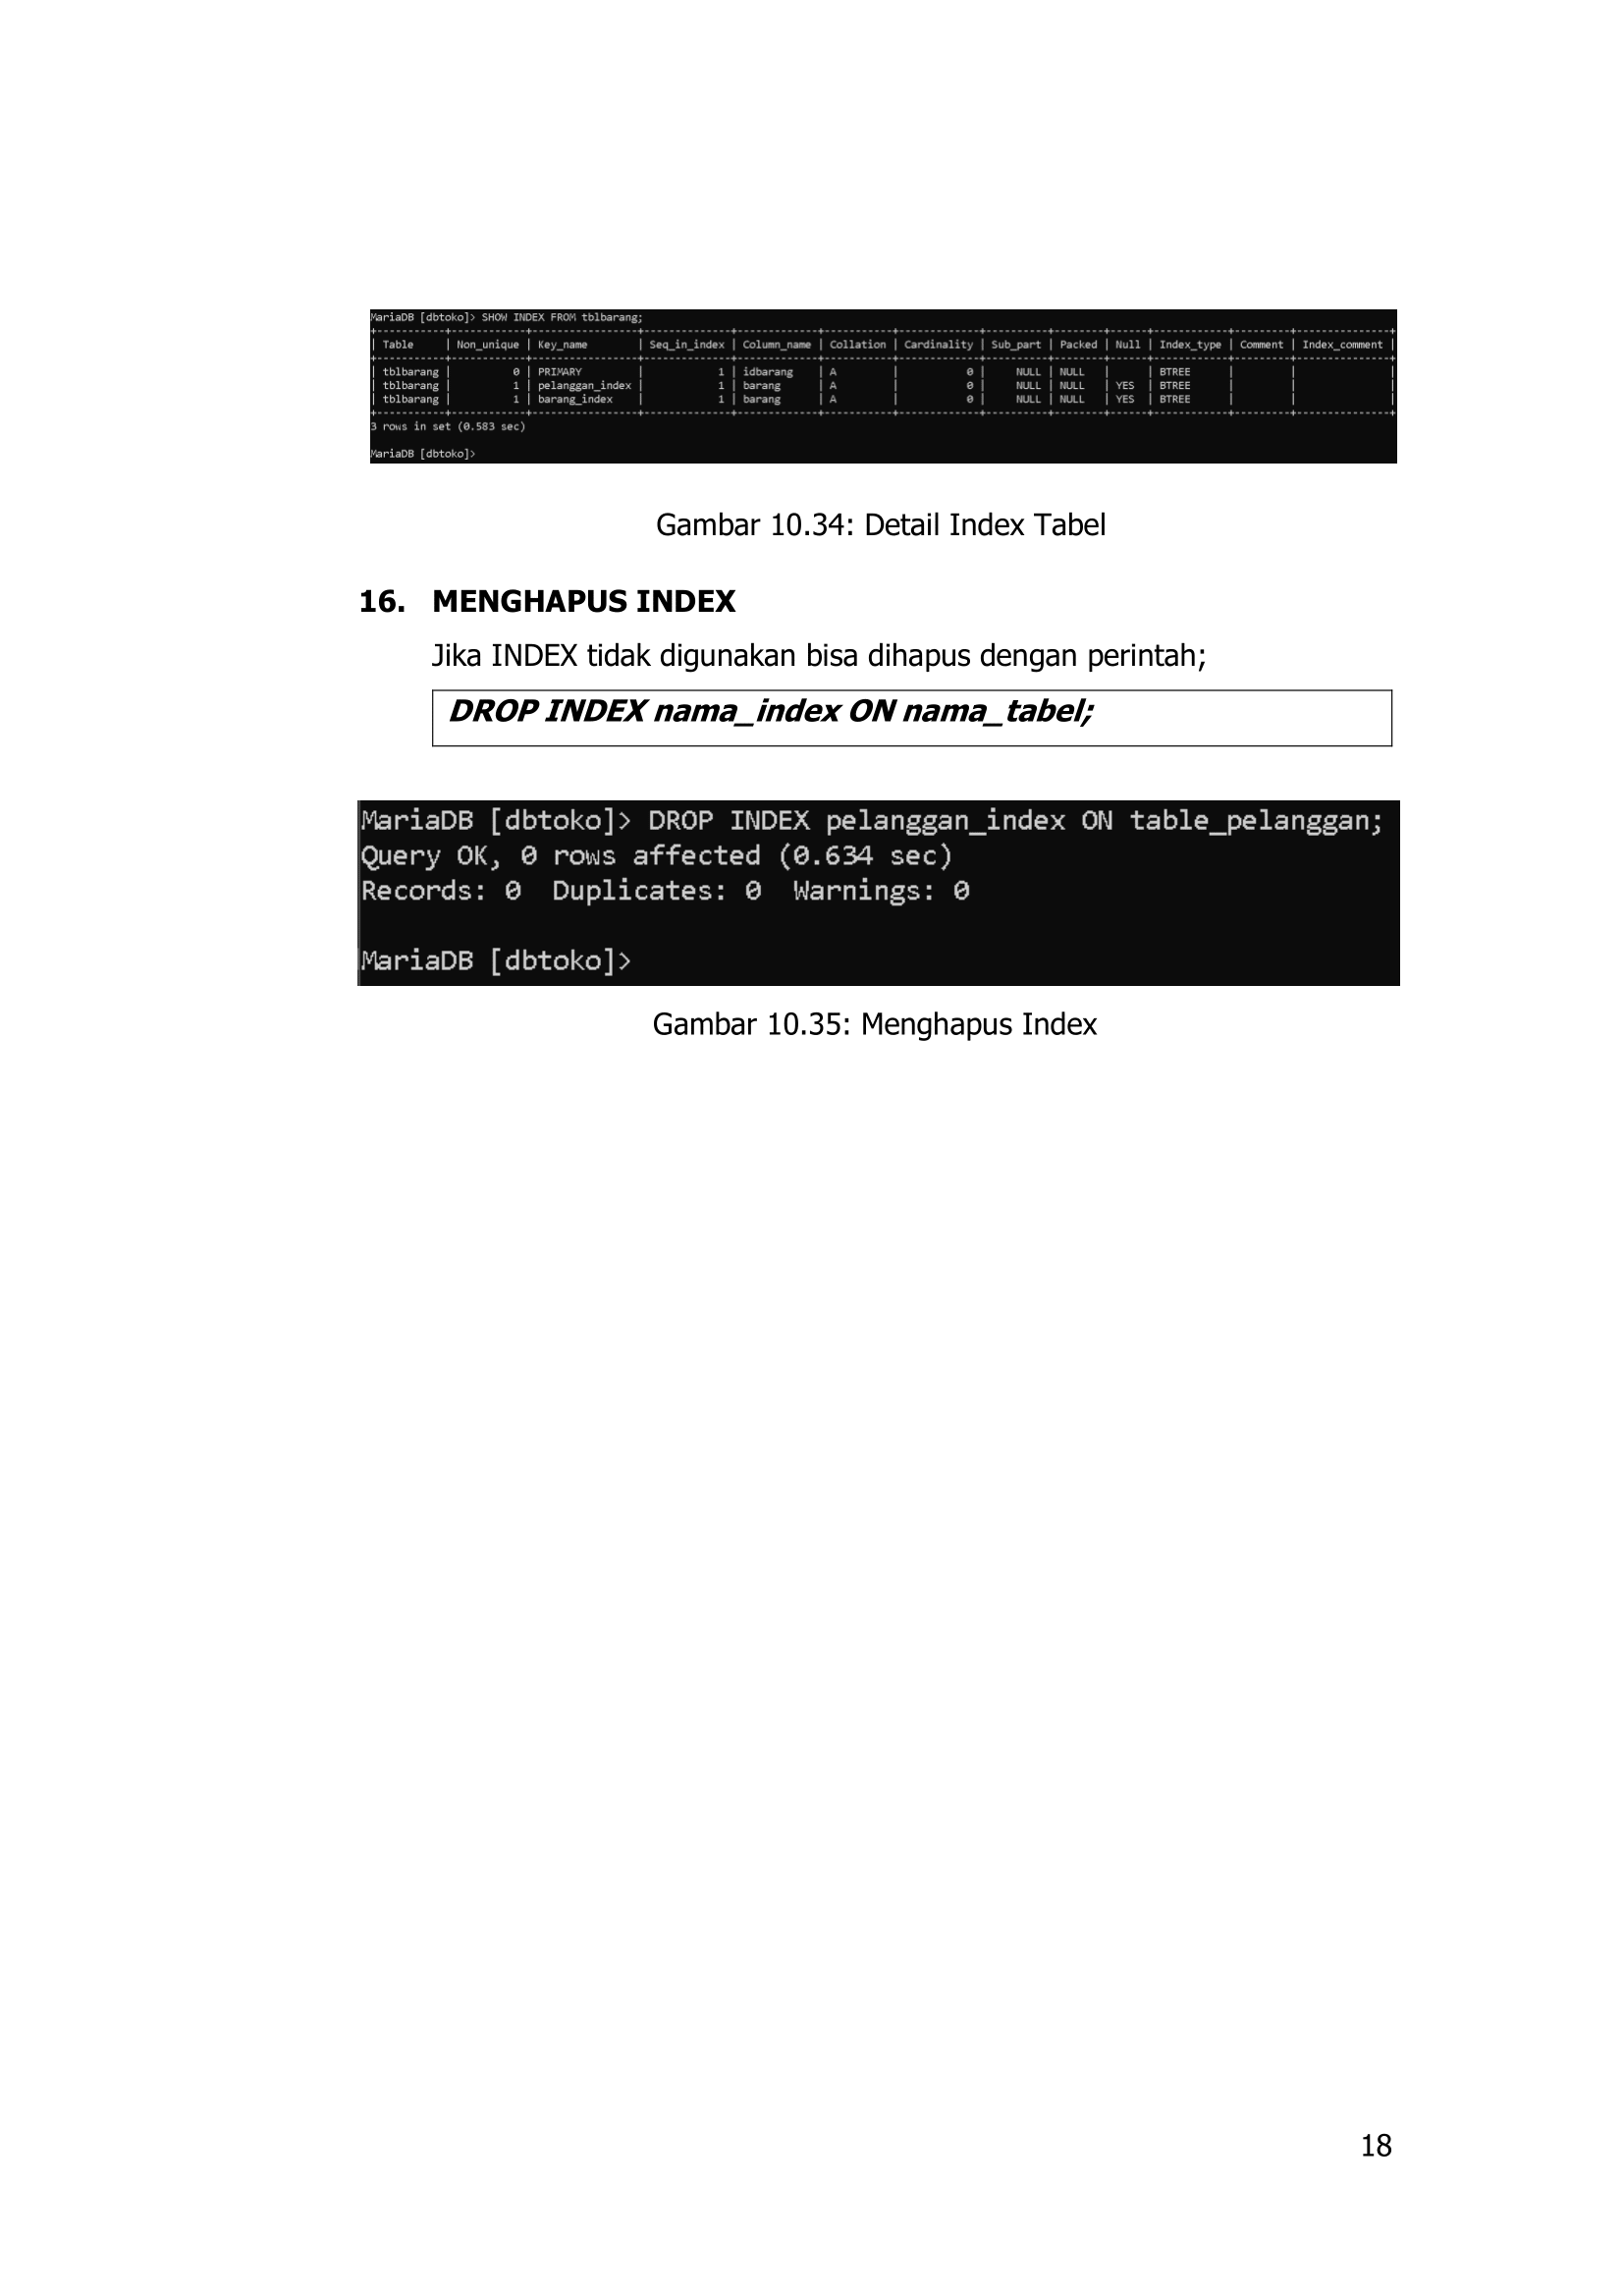 MariaDB [dbtoko]> SHOW INDEX FROM tblbarang;
+-----------+------------+-----------------+--------------+-------------+-----------+-------------+----------+--------+------+------------+---------+---------------+
| Table     | Non_unique | Key_name        | Seq_in_index | Column_name | Collation | Cardinality | Sub_part | Packed | Null | Index_type | Comment | Index_comment |
+-----------+------------+-----------------+--------------+-------------+-----------+-------------+----------+--------+------+------------+---------+---------------+
| tblbarang |          0 | PRIMARY         |            1 | idbarang    | A         |           0 |     NULL | NULL   |      | BTREE      |         |               |
| tblbarang |          1 | pelanggan_index |            1 | barang      | A         |           0 |     NULL | NULL   | YES  | BTREE      |         |               |
| tblbarang |          1 | barang_index    |            1 | barang      | A         |           0 |     NULL | NULL   | YES  | BTREE      |         |               |
+-----------+------------+-----------------+--------------+-------------+-----------+-------------+----------+--------+------+------------+---------+---------------+
3 rows in set (0.583 sec)
MariaDB [dbtoko]>
Gambar 10.34: Detail Index Tabel
16. MENGHAPUS INDEX
Jika INDEX tidak digunakan bisa dihapus dengan perintah;
DROP INDEX nama_index ON nama_tabel;
MariaDB [dbtoko]> DROP INDEX pelanggan_index ON table_pelanggan;
Query OK, 0 rows affected (0.634 sec)
Records: 0  Duplicates: 0  Warnings: 0
MariaDB [dbtoko]>
Gambar 10.35: Menghapus Index
18